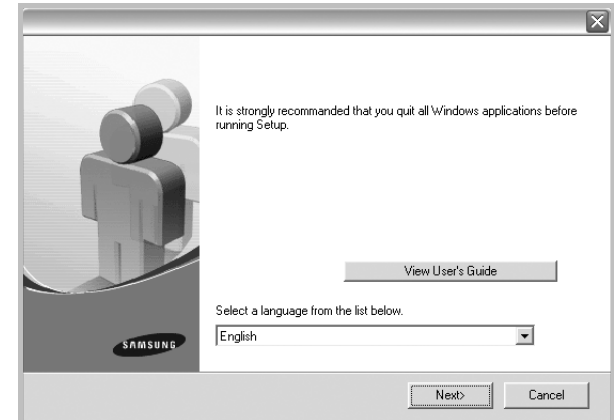 It is strongly recommanded that you quit all Windows applications before
running Setup.
View User's Guide
Select a language from the list below.
English
SAMSUNG
Next>
Cancel